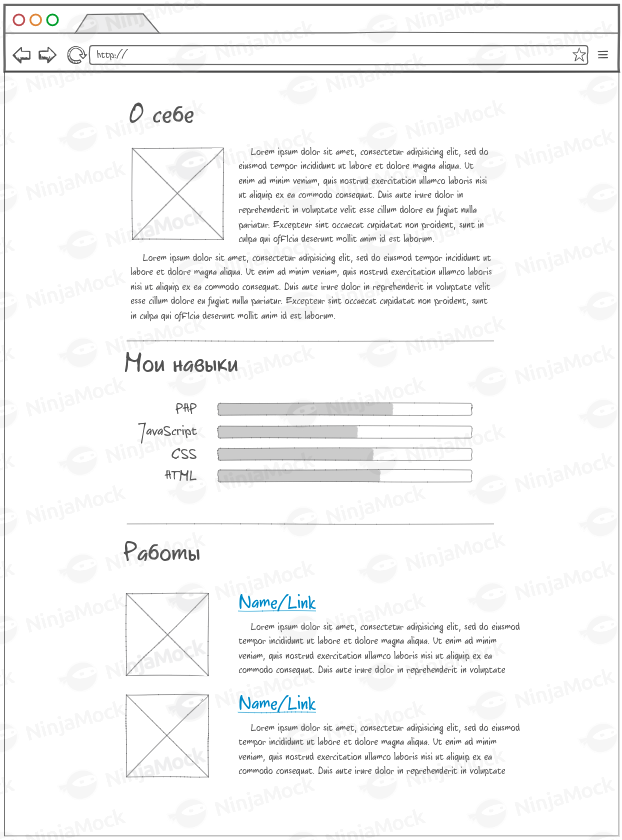 http://
О себе
Lorem ipsum dolor sit amet, consectetur adipisicing elit, sed do
eiusmod tempor incididunt ut labore et dolore magna aliqua. Ut
enim ad minim veniam, quis nostrud exercitation ullamco laboris nisi
ut aliquip ex ea commodo consequat. Duis aute irure dolor in
reprehenderit in voluptate velit esse cillum dolore eu fugiat nulla
pariatur. Excepteur sint occaecat cupidatat non proident, sunt in
culpa qui officia deserunt mollit anim id est laborum.
Lorem ipsum dolor sit amet, consectetur adipisicing elit, sed do eiusmod tempor incididunt ut
labore et dolore magna aliqua. Ut enim ad minim veniam, quis nostrud exercitation ullamco laboris
nisi ut aliquip ex ea commodo consequat. Duis aute irure dolor in reprehenderit in voluptate velit
esse cillum dolore eu fugiat nulla pariatur. Excepteur sint occaecat cupidatat non proident, sunt
in culpa qui officia deserunt mollit anim id est laborum.
Мои навыки
PHP
JavaScript
CSS
HTML
Работы
Name/Link
Lorem ipsum dolor sit amet, consectetur adipisicing elit, sed do eiusmod
tempor incididunt ut labore et dolore magna aliqua. Ut enim ad minim
veniam, quis nostrud exercitation ullamco laboris nisi ut aliquip ex ea
commodo consequat. Duis aute irure dolor in reprehenderit in voluptate
Name/Link
Lorem ipsum dolor sit amet, consectetur adipisicing elit, sed do eiusmod
tempor incididunt ut labore et dolore magna aliqua. Ut enim ad minim
veniam, quis nostrud exercitation ullamco laboris nisi ut aliquip ex ea
commodo consequat. Duis aute irure dolor in reprehenderit in voluptate
NinjaMock